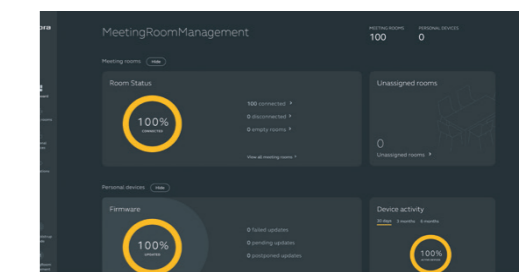 ora
MeetingRoomManagement
MEETING ROOMS
100
PERSONAL DEVICES
0
Meeting rooms
Hide
Room Status
100%
CONNECTED
100 connected >
0 disconnected >
0 empty rooms >
View all meeting rooms >
Unassigned rooms
0
Unassigned rooms >
Personal devices
Hide
Firmware
100%
UPDATED
0 failed updates
0 pending updates
0 postponed updates
Device activity
30 days 3 months 6 months
100%